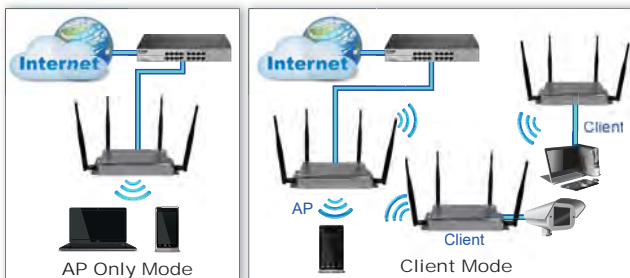 Internet
AP Only Mode
Internet
Client
AP
Client
Client Mode